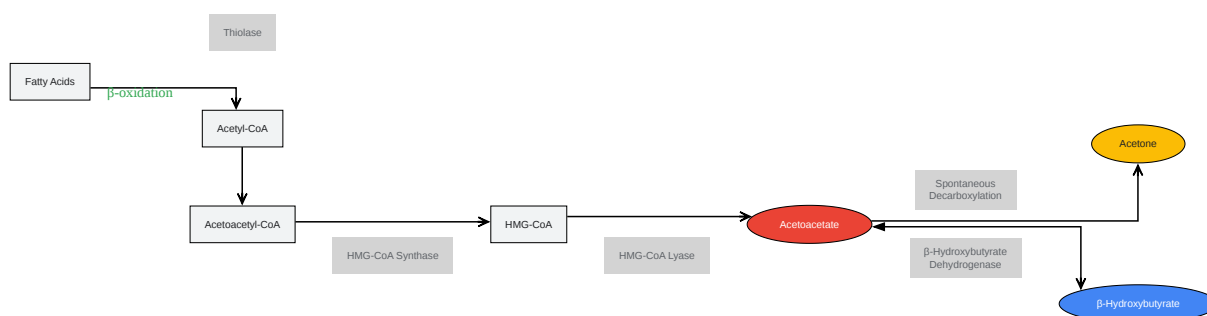 Thiolase
Fatty Acids
β-oxidation
Acetyl-CoA
Acetone
Spontaneous
Decarboxylation
Acetoacetyl-CoA
HMG-CoA
Acetoacetate
HMG-CoA Synthase
HMG-CoA Lyase
β-Hydroxybutyrate
Dehydrogenase
β-Hydroxybutyrate